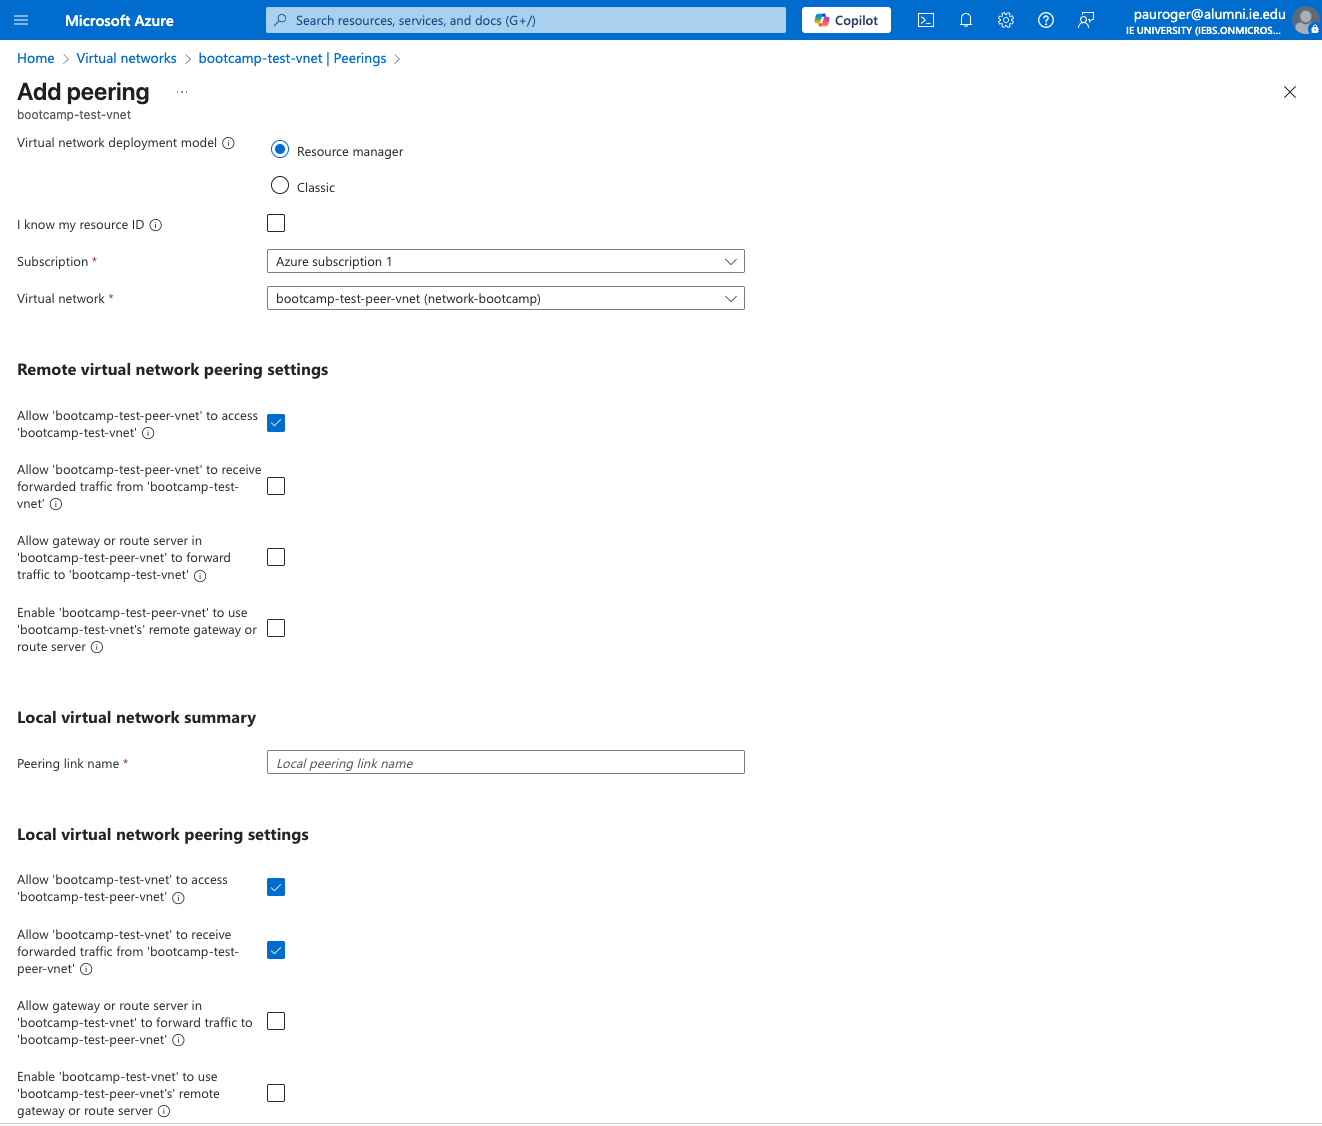 Microsoft Azure
Search resources, services, and docs (G+/)
Copilot
pauroger@alumni.ie.edu
IE UNIVERSITY (IEBS.ONMICROS...
Home > Virtual networks > bootcamp-test-vnet | Peerings >
Add peering ...
bootcamp-test-vnet
Virtual network deployment model
Resource manager
Classic
I know my resource ID
Subscription *
Azure subscription 1
Virtual network *
bootcamp-test-peer-vnet (network-bootcamp)
Remote virtual network peering settings
Allow 'bootcamp-test-peer-vnet' to access
'bootcamp-test-vnet'
Allow 'bootcamp-test-peer-vnet' to receive
forwarded traffic from 'bootcamp-test-
vnet'
Allow gateway or route server in
'bootcamp-test-peer-vnet' to forward
traffic to 'bootcamp-test-vnet'
Enable 'bootcamp-test-peer-vnet' to use
'bootcamp-test-vnet's' remote gateway or
route server
Local virtual network summary
Peering link name *
Local peering link name
Local virtual network peering settings
Allow 'bootcamp-test-vnet' to access
'bootcamp-test-peer-vnet'
Allow 'bootcamp-test-vnet' to receive
forwarded traffic from 'bootcamp-test-
peer-vnet'
Allow gateway or route server in
'bootcamp-test-vnet' to forward traffic to
'bootcamp-test-peer-vnet'
Enable 'bootcamp-test-vnet' to use
'bootcamp-test-peer-vnet's' remote
gateway or route server